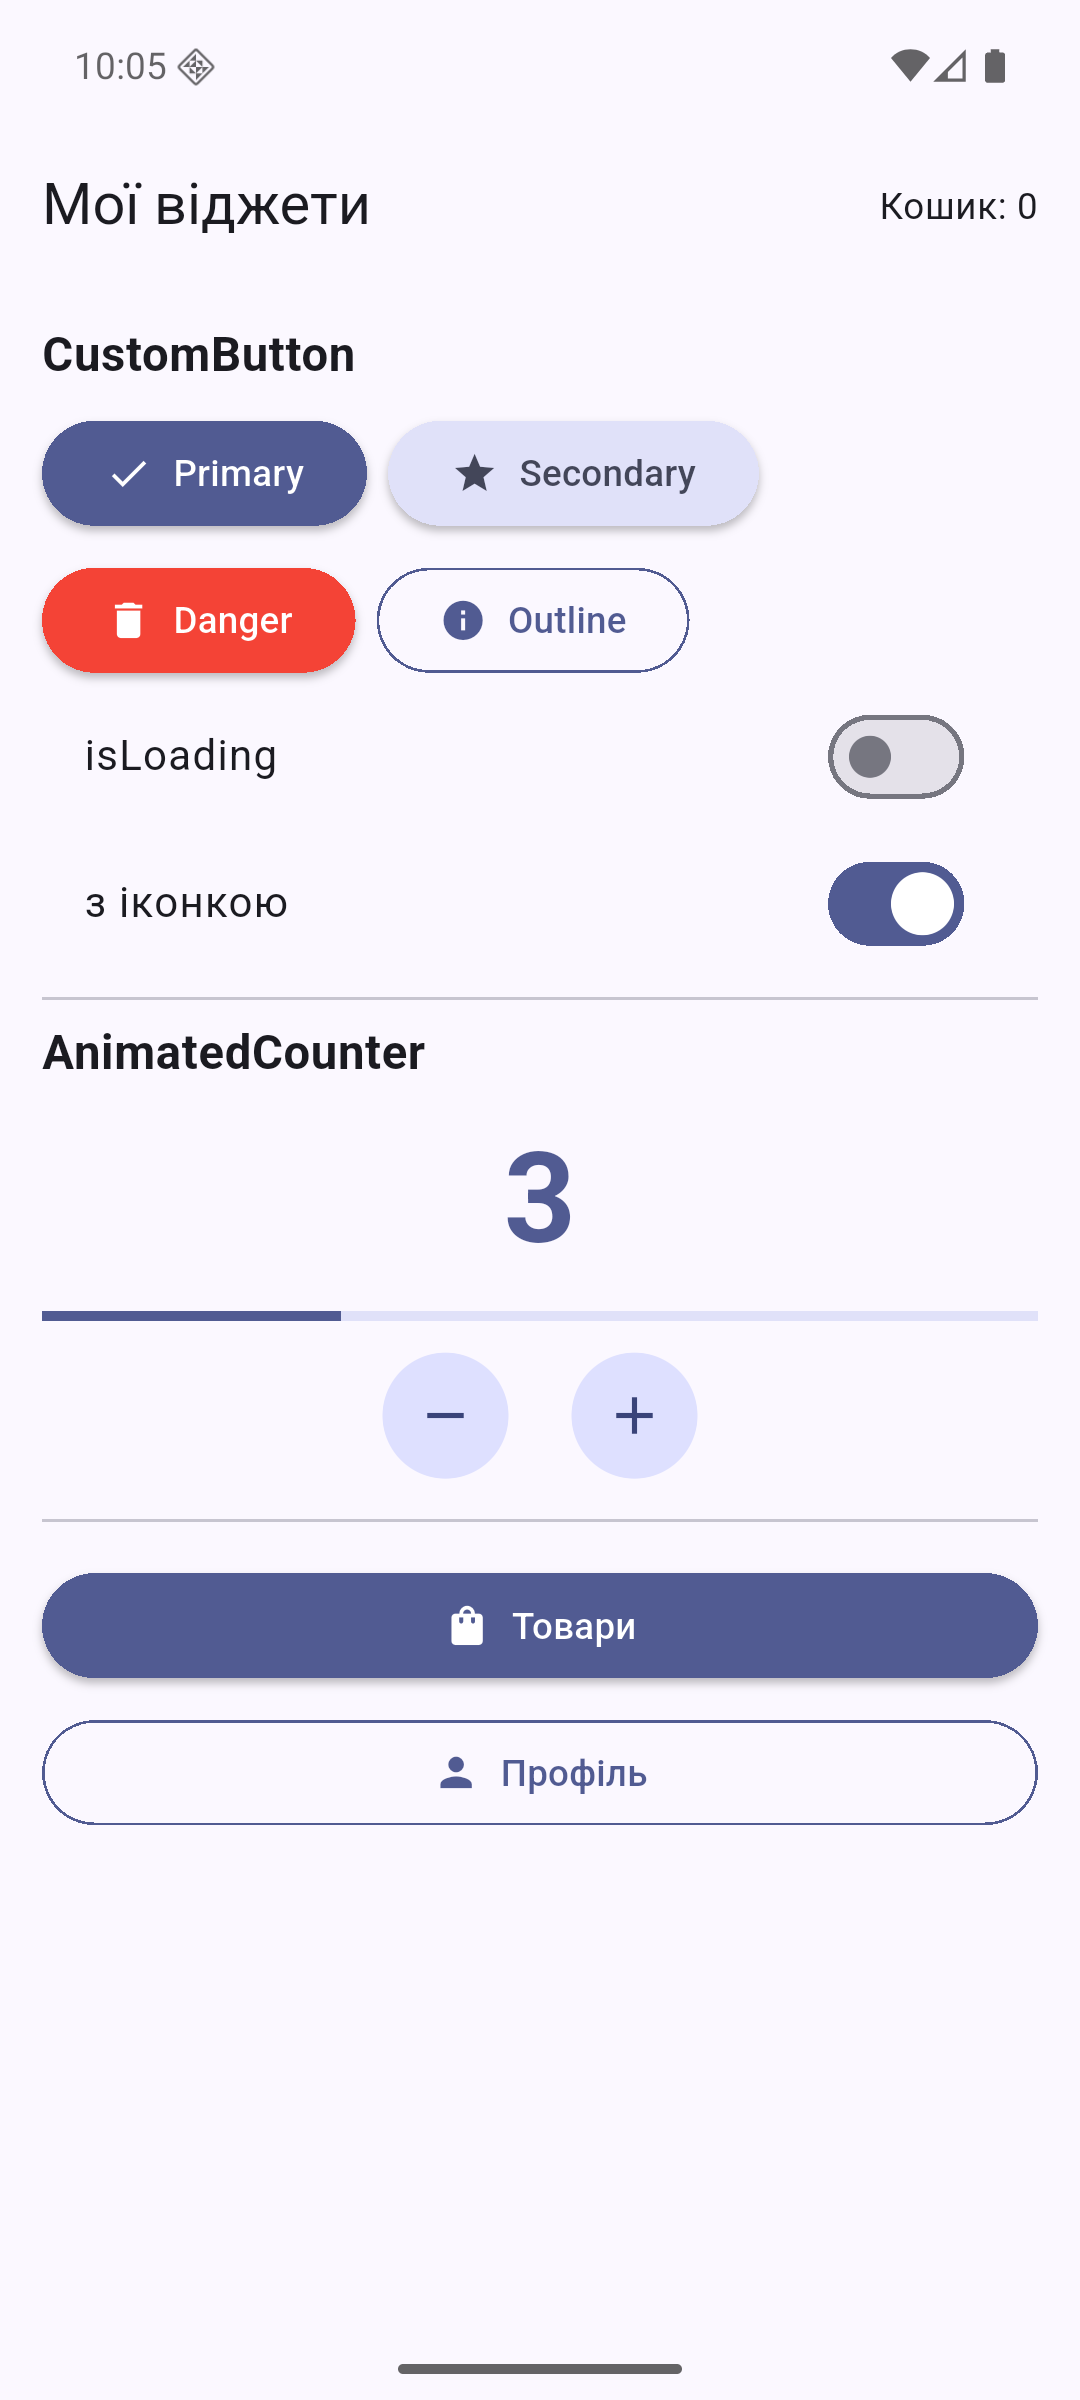 10:05
Мої віджети
Кошик: 0
CustomButton
Primary
Secondary
Danger
Outline
isLoading
з іконкою
AnimatedCounter
3
Товари
Профіль